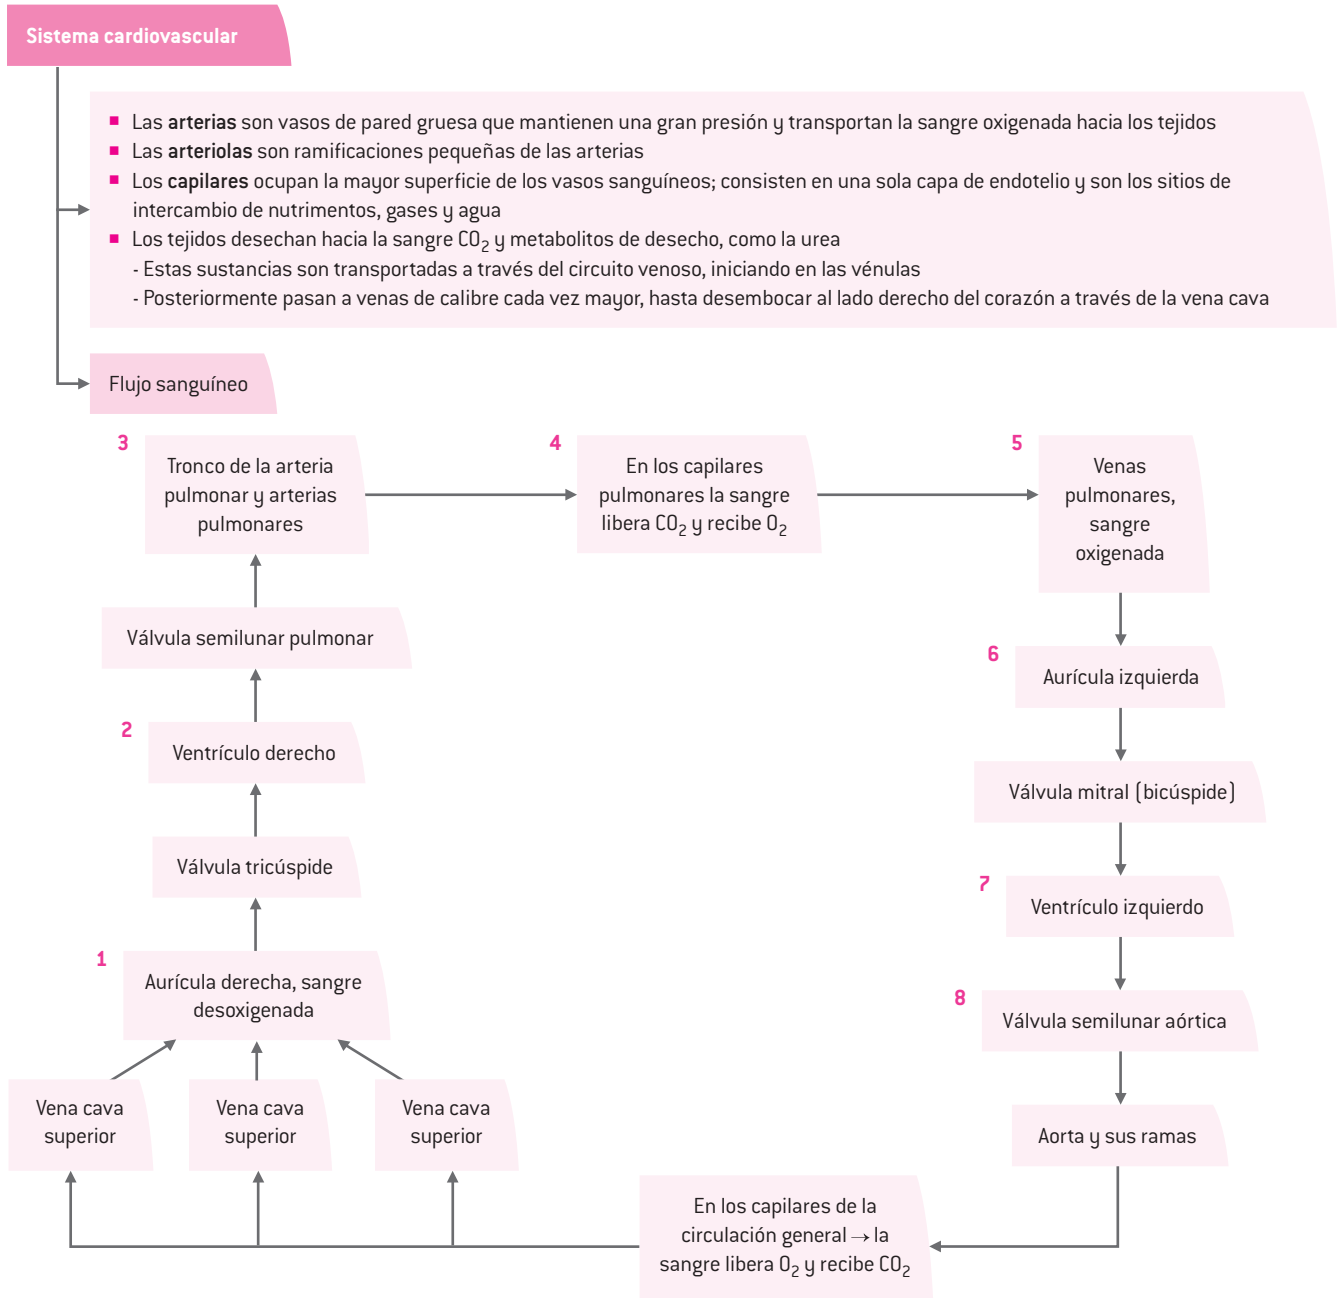 Sistema cardiovascular
■ Las arterias son vasos de pared gruesa que mantienen una gran presión y transportan la sangre oxigenada hacia los tejidos
■ Las arteriolas son ramificaciones pequeñas de las arterias
■ Los capilares ocupan la mayor superficie de los vasos sanguíneos; consisten en una sola capa de endotelio y son los sitios de
intercambio de nutrimentos, gases y agua
■ Los tejidos desechan hacia la sangre CO₂ y metabolitos de desecho, como la urea
- Estas sustancias son transportadas a través del circuito venoso, iniciando en las vénulas
- Posteriormente pasan a venas de calibre cada vez mayor, hasta desembocar al lado derecho del corazón a través de la vena cava
Flujo sanguíneo
3
Tronco de la arteria
pulmonar y arterias
pulmonares
4
En los capilares
pulmonares la sangre
libera CO₂ y recibe O₂
5
Venas
pulmonares,
sangre
oxigenada
Válvula semilunar pulmonar
6
Aurícula izquierda
2
Ventrículo derecho
Válvula mitral (bicúspide)
Válvula tricúspide
7
Ventrículo izquierdo
1
Aurícula derecha, sangre
desoxigenada
8
Válvula semilunar aórtica
Vena cava
superior
Vena cava
superior
Vena cava
superior
Aorta y sus ramas
En los capilares de la
circulación general → la
sangre libera O₂ y recibe CO₂